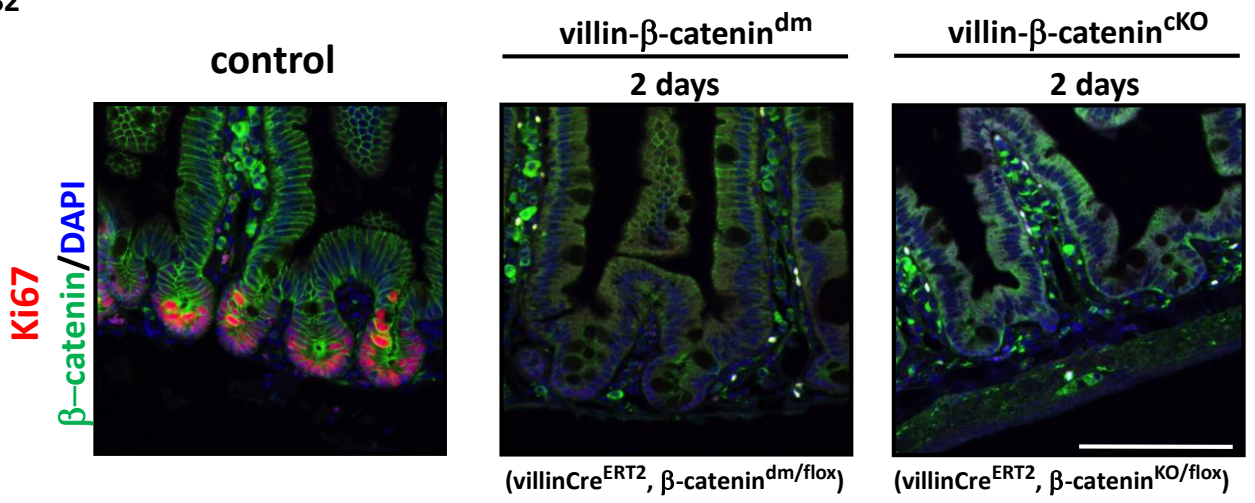 control
villin-β-catenin^dm
2 days
villin-β-catenin^cKO
2 days
Ki67
β–catenin/DAPI
(villinCre^ERT2, β-catenin^dm/flox)
(villinCre^ERT2, β-catenin^KO/flox)